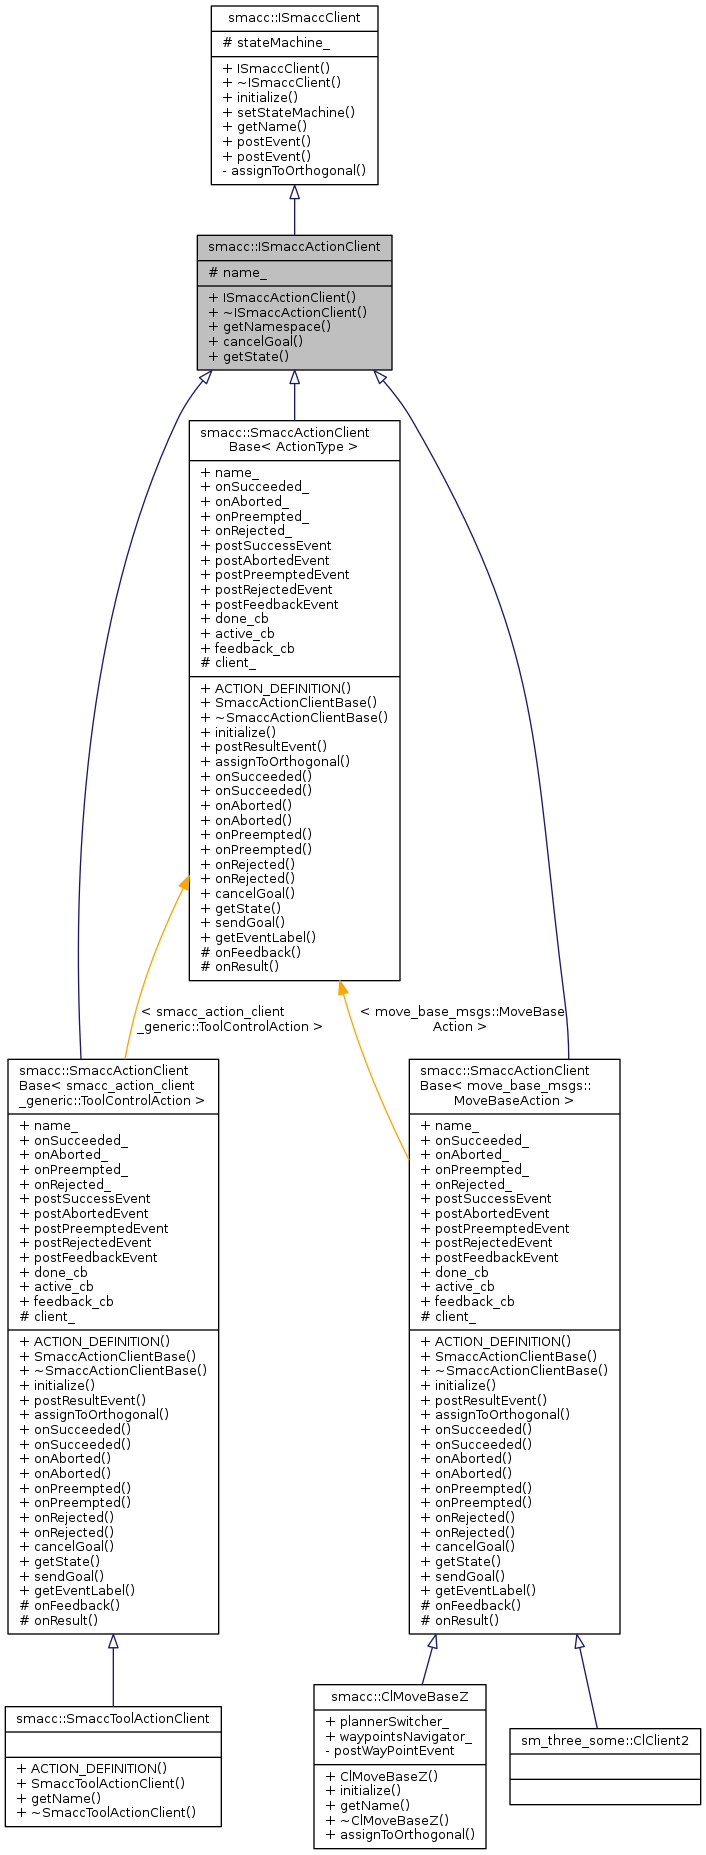 smacc::ISmaccClient
# stateMachine_
+ ISmaccClient()
+ ~ISmaccClient()
+ initialize()
+ setStateMachine()
+ getName()
+ postEvent()
+ postEvent()
- assignToOrthogonal()
smacc::ISmaccActionClient
# name_
+ ISmaccActionClient()
+ ~ISmaccActionClient()
+ getNamespace()
+ cancelGoal()
+ getState()
smacc::SmaccActionClient
Base< ActionType >
+ name_
+ onSucceeded_
+ onAborted_
+ onPreempted_
+ onRejected_
+ postSuccessEvent
+ postAbortedEvent
+ postPreemptedEvent
+ postRejectedEvent
+ postFeedbackEvent
+ done_cb
+ active_cb
+ feedback_cb
# client_
+ ACTION_DEFINITION()
+ SmaccActionClientBase()
+ ~SmaccActionClientBase()
+ initialize()
+ postResultEvent()
+ assignToOrthogonal()
+ onSucceeded()
+ onSucceeded()
+ onAborted()
+ onAborted()
+ onPreempted()
+ onPreempted()
+ onRejected()
+ onRejected()
+ cancelGoal()
+ getState()
+ sendGoal()
+ getEventLabel()
# onFeedback()
# onResult()
< smacc_action_client
_generic::ToolControlAction >
< move_base_msgs::MoveBase
Action >
smacc::SmaccActionClient
Base< smacc_action_client
_generic::ToolControlAction >
+ name_
+ onSucceeded_
+ onAborted_
+ onPreempted_
+ onRejected_
+ postSuccessEvent
+ postAbortedEvent
+ postPreemptedEvent
+ postRejectedEvent
+ postFeedbackEvent
+ done_cb
+ active_cb
+ feedback_cb
# client_
+ ACTION_DEFINITION()
+ SmaccActionClientBase()
+ ~SmaccActionClientBase()
+ initialize()
+ postResultEvent()
+ assignToOrthogonal()
+ onSucceeded()
+ onSucceeded()
+ onAborted()
+ onAborted()
+ onPreempted()
+ onPreempted()
+ onRejected()
+ onRejected()
+ cancelGoal()
+ getState()
+ sendGoal()
+ getEventLabel()
# onFeedback()
# onResult()
smacc::SmaccActionClient
Base< move_base_msgs::
MoveBaseAction >
+ name_
+ onSucceeded_
+ onAborted_
+ onPreempted_
+ onRejected_
+ postSuccessEvent
+ postAbortedEvent
+ postPreemptedEvent
+ postRejectedEvent
+ postFeedbackEvent
+ done_cb
+ active_cb
+ feedback_cb
# client_
+ ACTION_DEFINITION()
+ SmaccActionClientBase()
+ ~SmaccActionClientBase()
+ initialize()
+ postResultEvent()
+ assignToOrthogonal()
+ onSucceeded()
+ onSucceeded()
+ onAborted()
+ onAborted()
+ onPreempted()
+ onPreempted()
+ onRejected()
+ onRejected()
+ cancelGoal()
+ getState()
+ sendGoal()
+ getEventLabel()
# onFeedback()
# onResult()
smacc::SmaccToolActionClient
+ ACTION_DEFINITION()
+ SmaccToolActionClient()
+ getName()
+ ~SmaccToolActionClient()
smacc::ClMoveBaseZ
+ plannerSwitcher_
+ waypointsNavigator_
- postWayPointEvent
+ ClMoveBaseZ()
+ initialize()
+ getName()
+ ~ClMoveBaseZ()
+ assignToOrthogonal()
sm_three_some::ClClient2